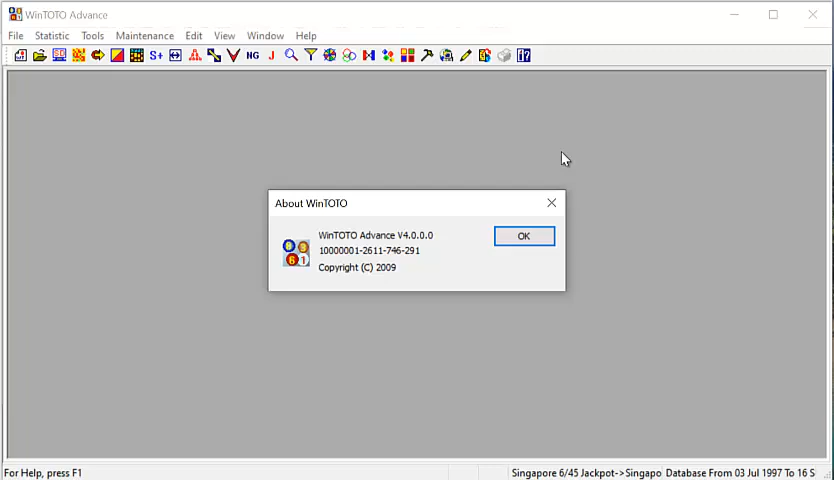 WinTOTO Advance
File Statistic Tools Maintenance Edit View Window Help
S+ NG J
About WinTOTO
WinTOTO Advance V4.0.0.0
OK
10000001-2611-746-291
Copyright (C) 2009
For Help, press F1
Singapore 6/45 Jackpot->Singapo Database From 03 Jul 1997 To 16 S